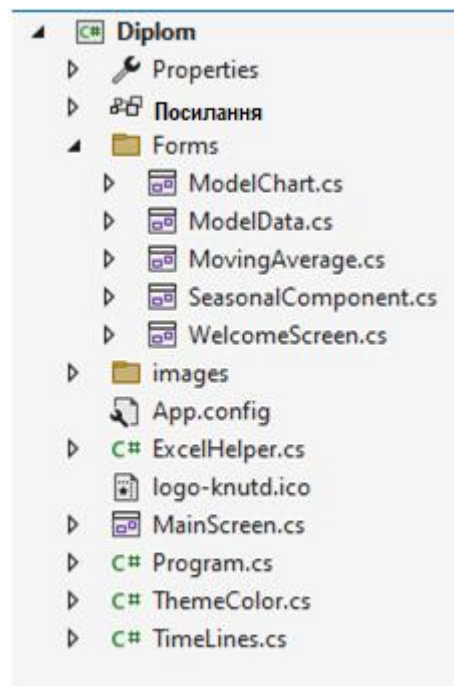 C# Diplom
Properties
Посилання
Forms
ModelChart.cs
ModelData.cs
MovingAverage.cs
SeasonalComponent.cs
WelcomeScreen.cs
images
App.config
C# ExcelHelper.cs
logo-knutd.ico
MainScreen.cs
C# Program.cs
C# ThemeColor.cs
C# TimeLines.cs